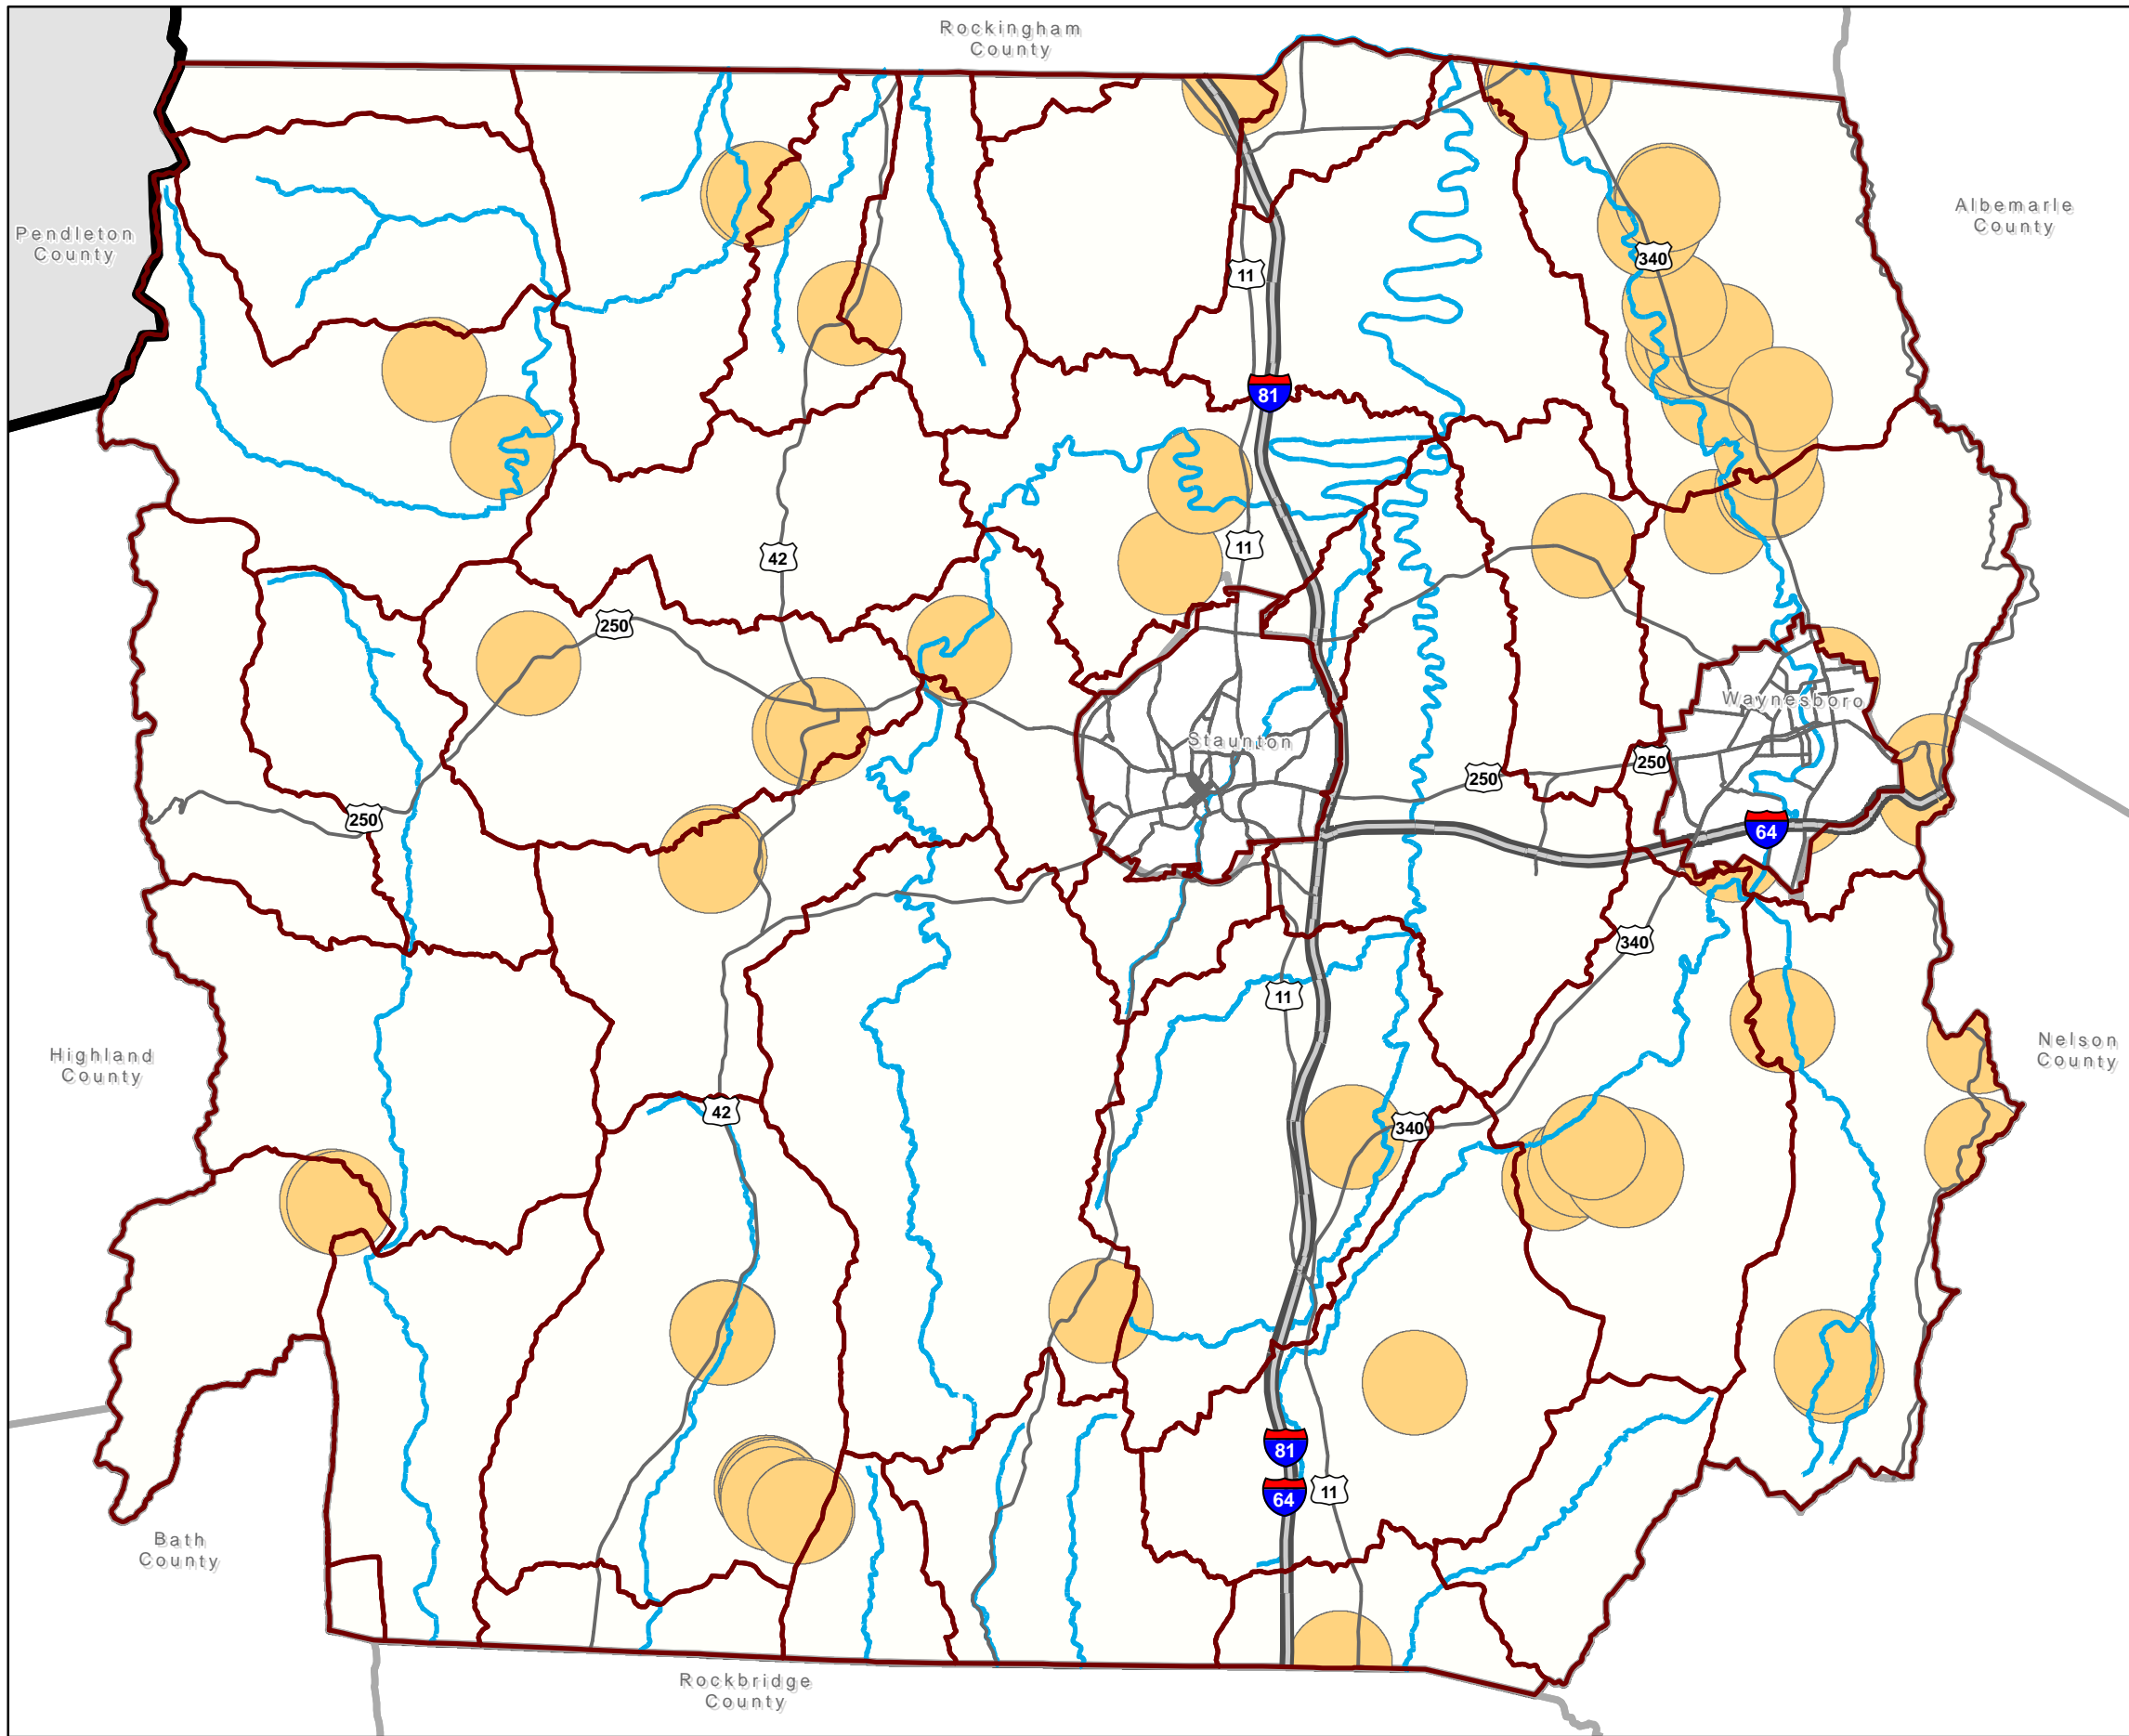 Rockingham
County
Albemarle
County
Pendleton
County
340
11
81
11
42
250
Waynesboro
Staunton
250
250
250
64
340
11
Nelson
County
Highland
County
42
340
81
64
11
Bath
County
Rockbridge
County